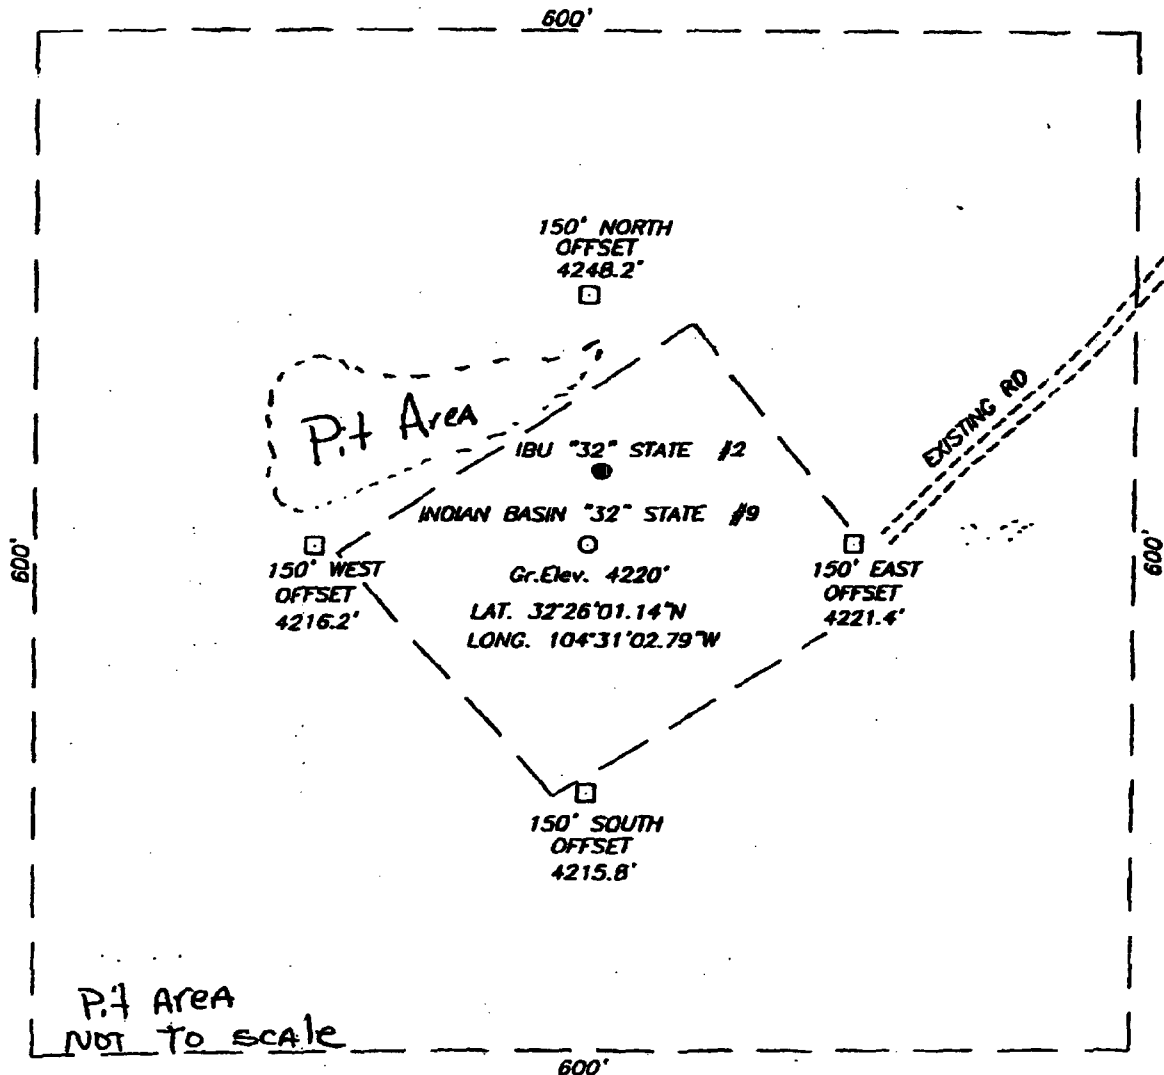 600'
150' NORTH
OFFSET
4248.2'
Pit Area
IBU "32" STATE #2
EXISTING RD
INDIAN BASIN "32" STATE #9
600'
150' WEST
OFFSET
4216.2'
Gr.Elev. 4220'
LAT. 32°26'01.14"N
LONG. 104°31'02.79"W
150' EAST
OFFSET
4221.4'
600'
150' SOUTH
OFFSET
4215.8'
Pit AreA
NOT To scAle
600'